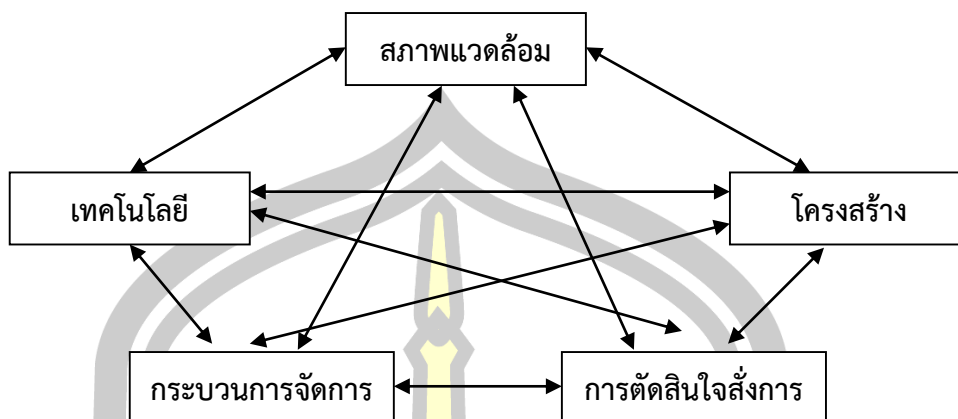 สภาพแวดล้อม
เทคโนโลยี
โครงสร้าง
กระบวนการจัดการ
การตัดสินใจสั่งการ